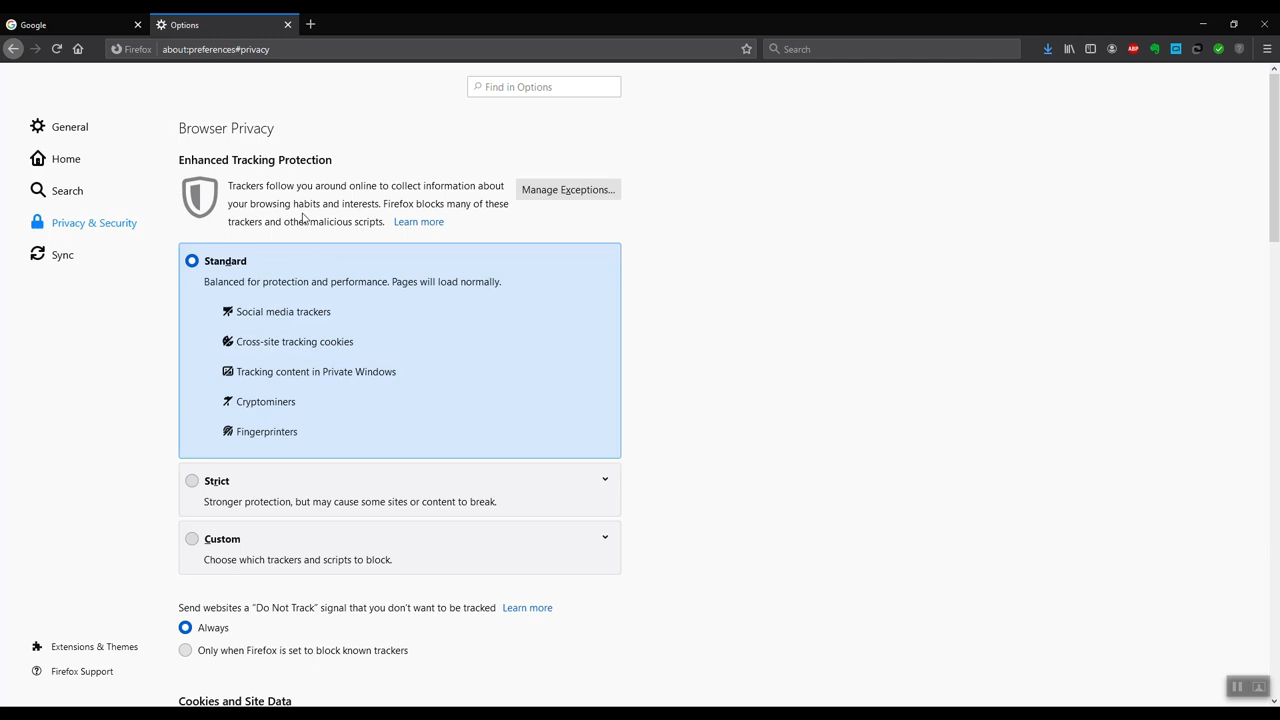 Google
Options
Firefox
about:preferences#privacy
Search
ABP
Find in Options
General
Home
Search
Privacy & Security
Sync
Browser Privacy
Enhanced Tracking Protection
Trackers follow you around online to collect information about
your browsing habits and interests. Firefox blocks many of these
trackers and other malicious scripts. Learn more
Manage Exceptions...
Standard
Balanced for protection and performance. Pages will load normally.
Social media trackers
Cross-site tracking cookies
Tracking content in Private Windows
Cryptominers
Fingerprinters
Strict
Stronger protection, but may cause some sites or content to break.
Custom
Choose which trackers and scripts to block.
Send websites a “Do Not Track” signal that you don’t want to be tracked Learn more
Always
Only when Firefox is set to block known trackers
Extensions & Themes
Firefox Support
Cookies and Site Data